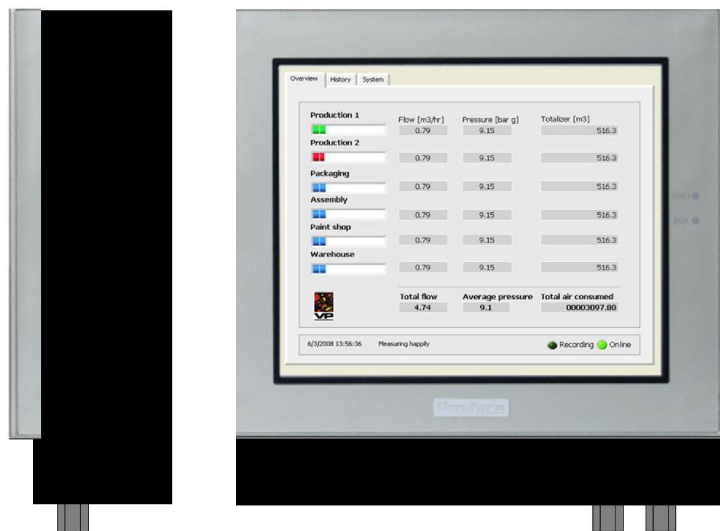 Overview History System
Production 1
Flow [m3/hr] Pressure [bar g] Totalizer [m3]
0.79 9.15 516.3
Production 2
0.79 9.15 516.3
Packaging
0.79 9.15 516.3
Assembly
0.79 9.15 516.3
Paint shop
0.79 9.15 516.3
Warehouse
0.79 9.15 516.3
Total flow Average pressure Total air consumed
4.74 9.1 00003097.80
VP
6/3/2008 13:56:36 Measuring happily Recording Online
Pro-face